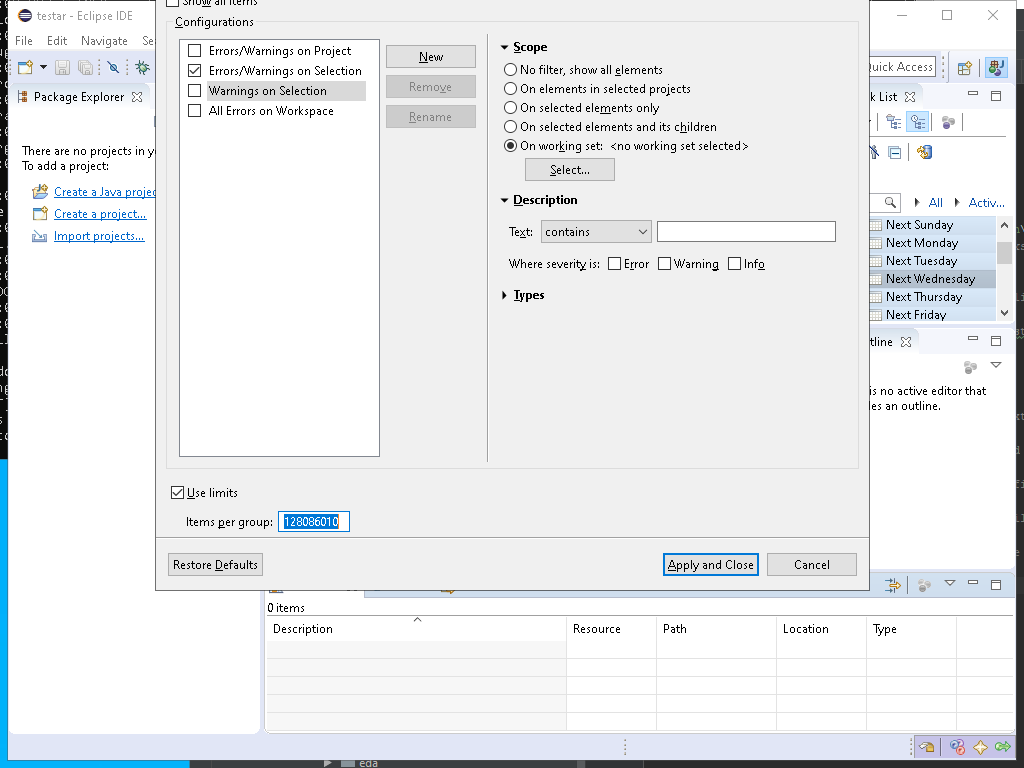 testar - Eclipse IDE
Show all items
File Edit Navigate
Configurations
Errors/Warnings on Project
Errors/Warnings on Selection
Warnings on Selection
All Errors on Workspace
New
Remove
Rename
Scope
No filter, show all elements
On elements in selected projects
On selected elements only
On selected elements and its children
On working set: <no working set selected>
Select...
Description
Text: contains
Where severity is: Error Warning Info
Types
Use limits
Items per group: 128086010
Restore Defaults
Apply and Close
Cancel
Package Explorer
There are no projects in
To add a project:
Create a Java
Create a project...
Import projects...
Quick Access
List
All Activ...
Next Sunday
Next Monday
Next Tuesday
Next Wednesday
Next Thursday
Next Friday
tline
is no active editor that
es an outline.
0 items
Description Resource Path Location Type
eda